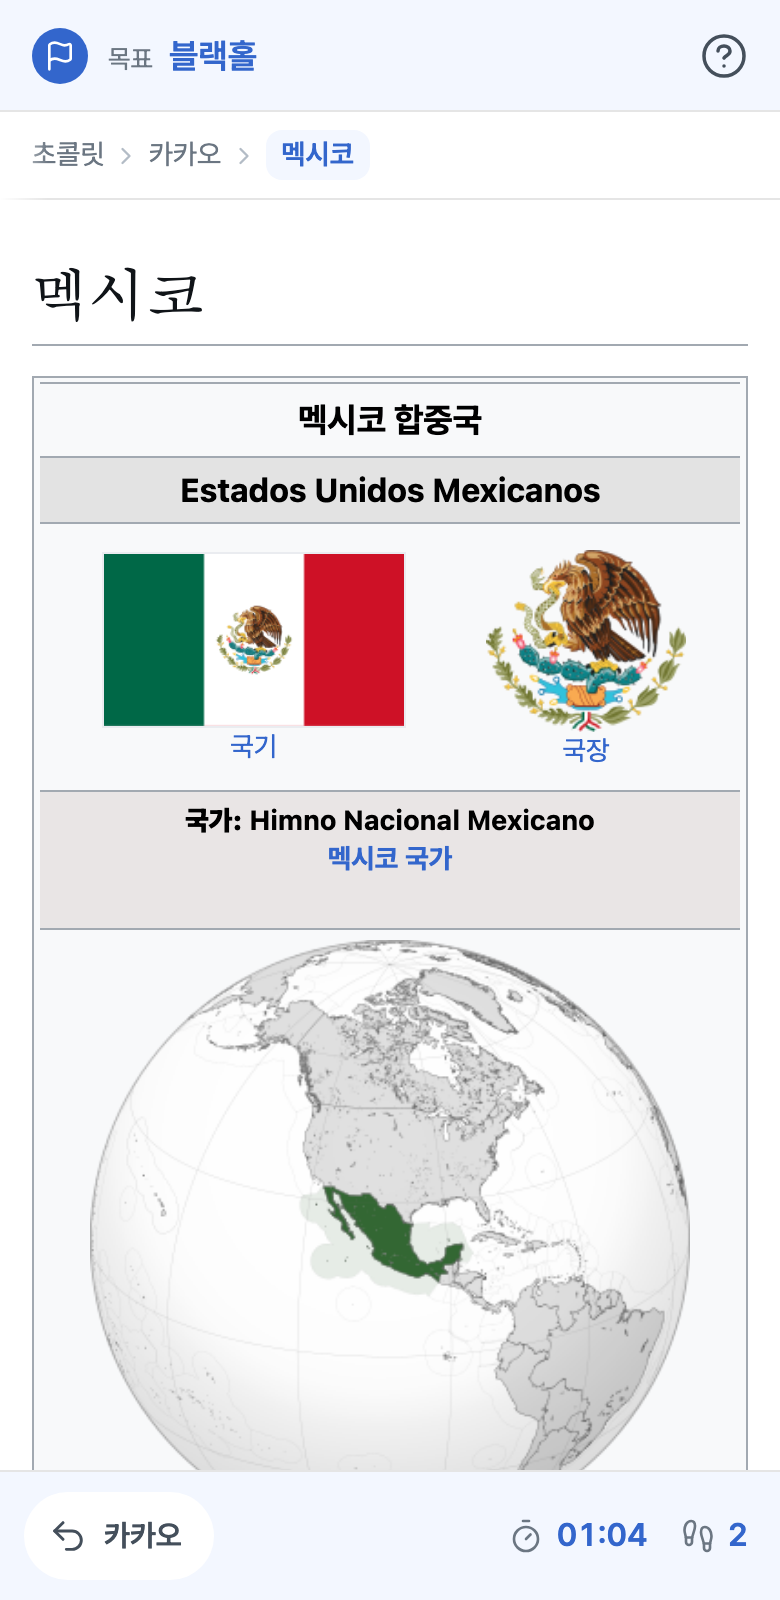 목표 블랙홀
초콜릿 카카오 멕시코
멕시코
멕시코 합중국
Estados Unidos Mexicanos
국기 국장
국가: Himno Nacional Mexicano
멕시코 국가
카카오 01:04 2